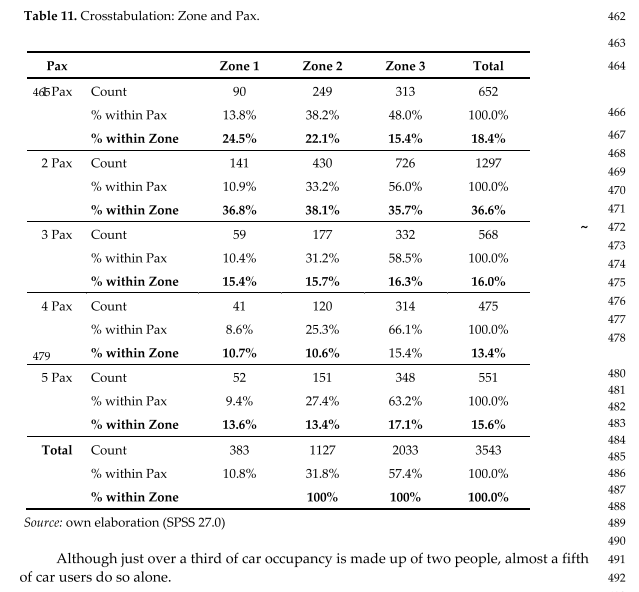 Table 11. Crosstabulation: Zone and Pax. 462
463
Pax Zone 1 Zone 2 Zone 3 Total 464
465 1 Pax Count 90 249 313 652
% within Pax 13.8% 38.2% 48.0% 100.0% 466
% within Zone 24.5% 22.1% 15.4% 18.4% 467
2 Pax Count 141 430 726 1297 468
469
% within Pax 10.9% 33.2% 56.0% 100.0% 470
% within Zone 36.8% 38.1% 35.7% 36.6% 471
~ 472
3 Pax Count 59 177 332 568 473
% within Pax 10.4% 31.2% 58.5% 100.0% 474
% within Zone 15.4% 15.7% 16.3% 16.0% 475
4 Pax Count 41 120 314 475 476
477
% within Pax 8.6% 25.3% 66.1% 100.0% 478
479 % within Zone 10.7% 10.6% 15.4% 13.4%
5 Pax Count 52 151 348 551 480
481
% within Pax 9.4% 27.4% 63.2% 100.0% 482
% within Zone 13.6% 13.4% 17.1% 15.6% 483
484
Total Count 383 1127 2033 3543 485
% within Pax 10.8% 31.8% 57.4% 100.0% 486
487
% within Zone 100% 100% 100.0% 488
Source: own elaboration (SPSS 27.0) 489
490
Although just over a third of car occupancy is made up of two people, almost a fifth 491
of car users do so alone. 492